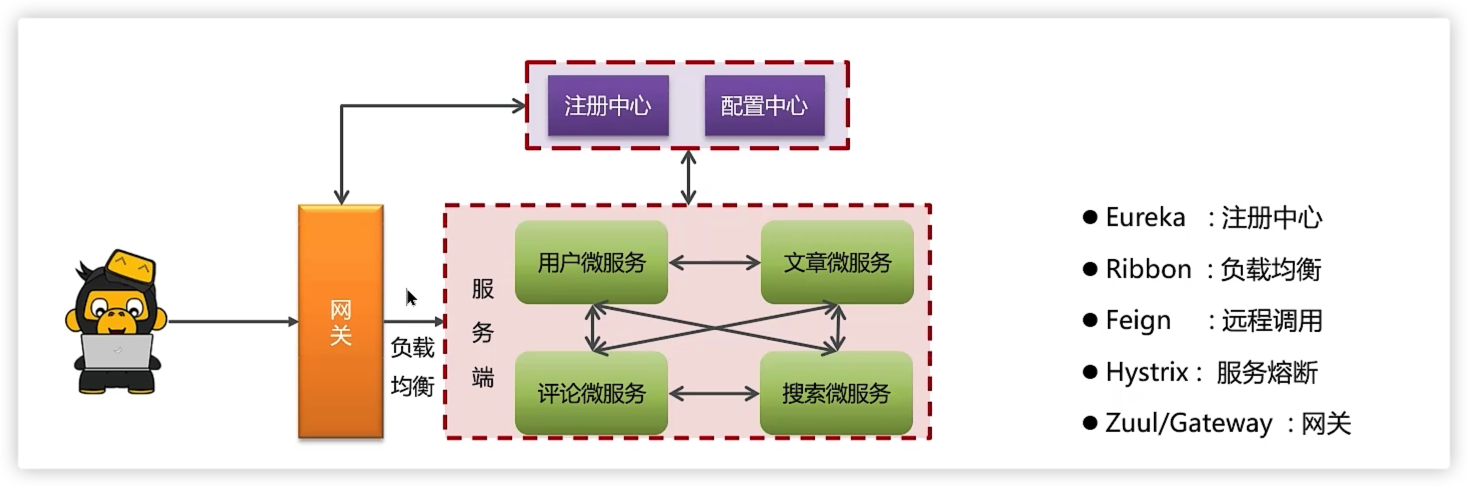 注册中心
配置中心
网
关
负载
均衡
服
务
端
用户微服务
文章微服务
评论微服务
搜索微服务
● Eureka : 注册中心
● Ribbon : 负载均衡
● Feign : 远程调用
● Hystrix : 服务熔断
● Zuul/Gateway : 网关